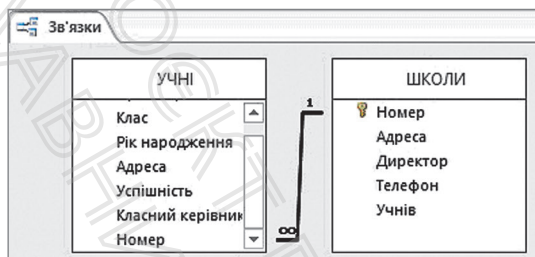 Зв'язки
УЧНІ
Клас
Рік народження
Адреса
Успішність
Класний керівник
Номер
1
∞
ШКОЛИ
Номер
Адреса
Директор
Телефон
Учнів